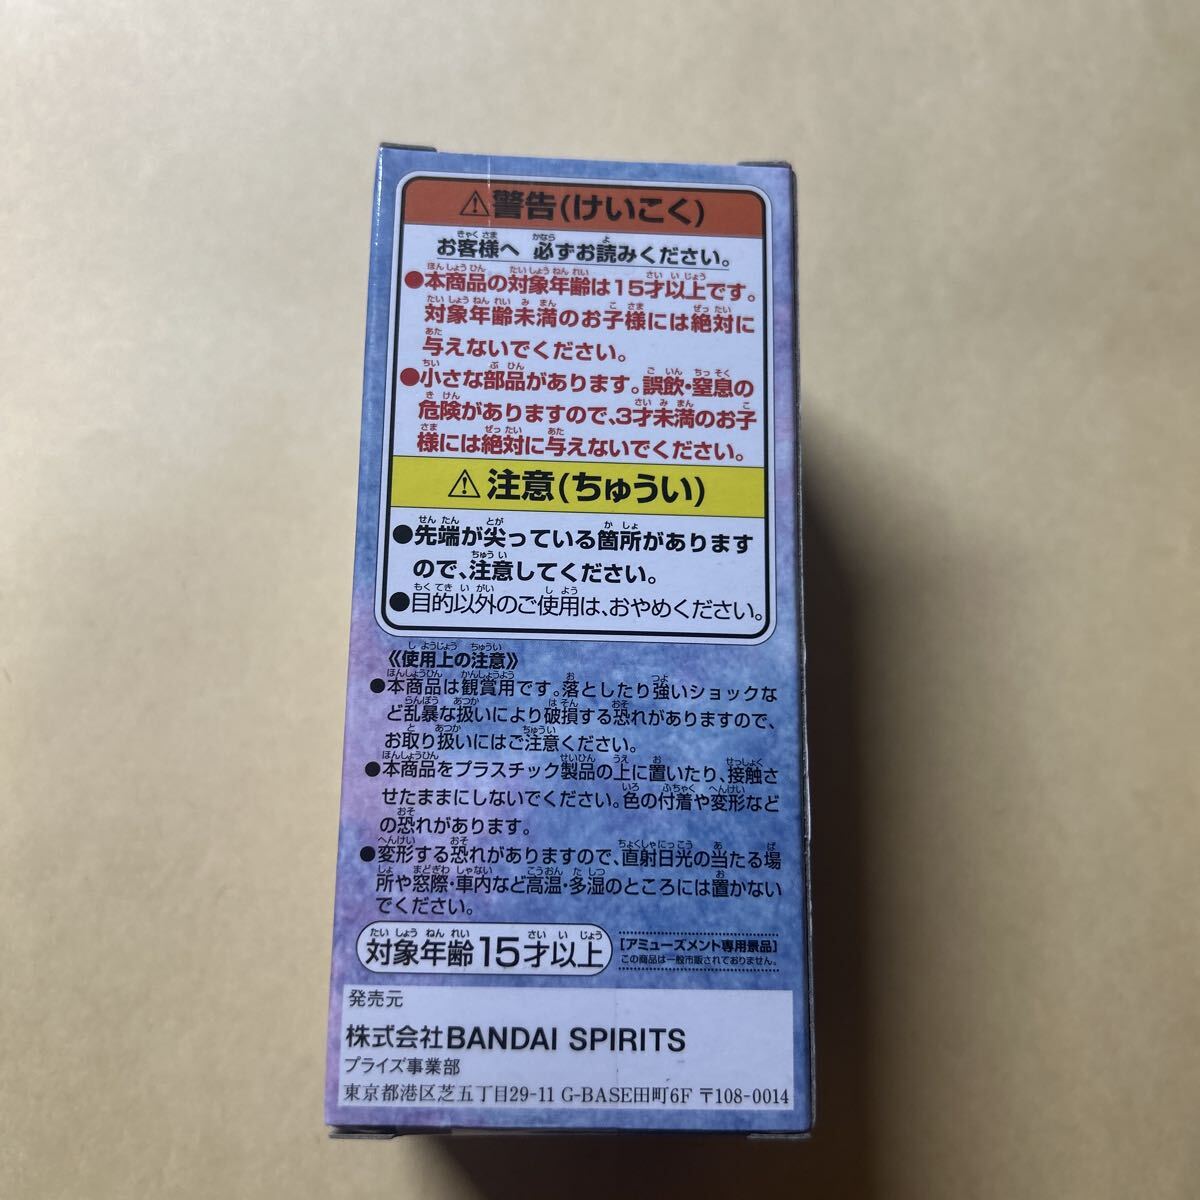 ⚠警告(けいこく)
お客様へ 必ずお読みください。
●本商品の対象年齢は15才以上です。
対象年齢未満のお子様には絶対に
与えないでください。
●小さな部品があります。誤飲・窒息の
危険がありますので、3才未満のお子
様には絶対に与えないでください。
⚠注意(ちゅうい)
●先端が尖っている箇所があります
ので、注意してください。
●目的以外のご使用は、おやめください。
《使用上の注意》
●本商品は観賞用です。落としたり強いショックな
ど乱暴な扱いにより破損する恐れがありますので、
お取り扱いにはご注意ください。
●本商品をプラスチック製品の上に置いたり、接触さ
せたままにしないでください。色の付着や変形など
の恐れがあります。
●変形する恐れがありますので、直射日光の当たる場
所や窓際・車内など高温・多湿のところには置かない
でください。
対象年齢15才以上
[アミューズメント専用景品]
この商品は一般市販されておりません。
発売元
株式会社BANDAI SPIRITS
プライズ事業部
東京都港区芝五丁目29-11 G-BASE田町6F 〒108-0014